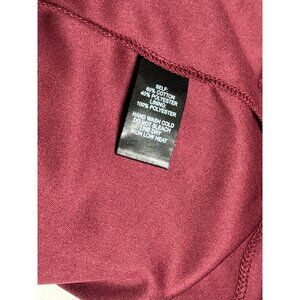 SELF:
60% COTTON
40% POLYESTER
LINING:
100% POLYESTER
HAND WASH COLD
DO NOT BLEACH
LINE DRY
IRON LOW HEAT